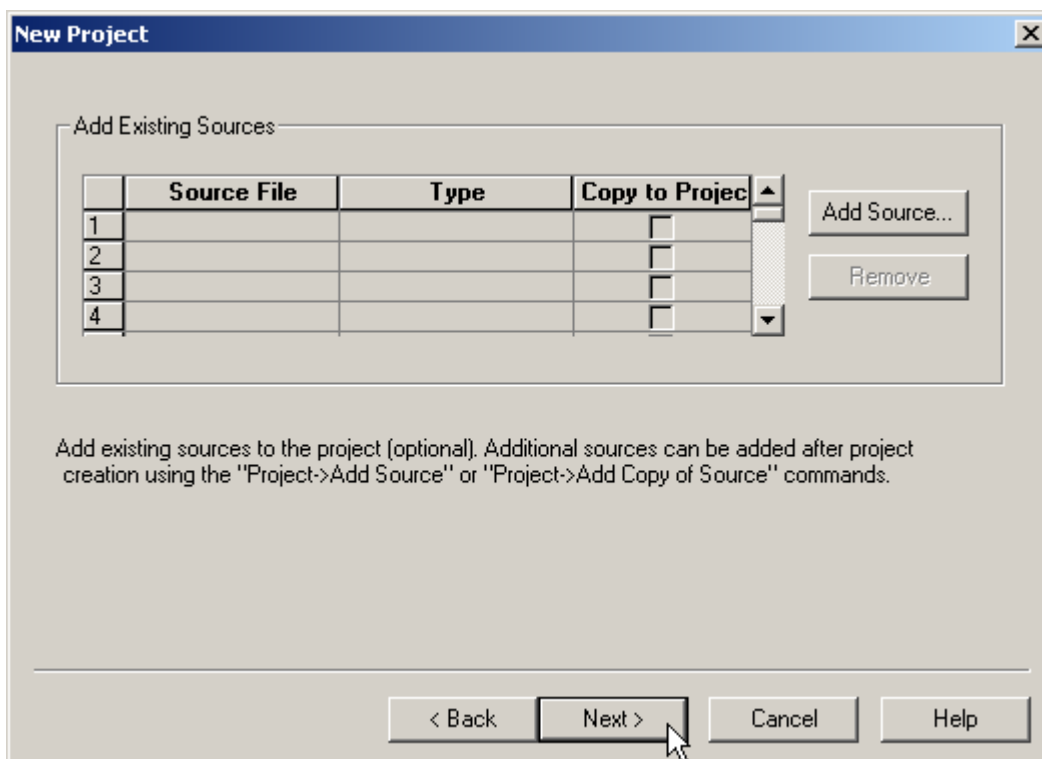 New Project
Add Existing Sources
Source File Type Copy to Projec
1
2
3
4
Add Source...
Remove
Add existing sources to the project (optional). Additional sources can be added after project
creation using the "Project->Add Source" or "Project->Add Copy of Source" commands.
< Back Next > Cancel Help